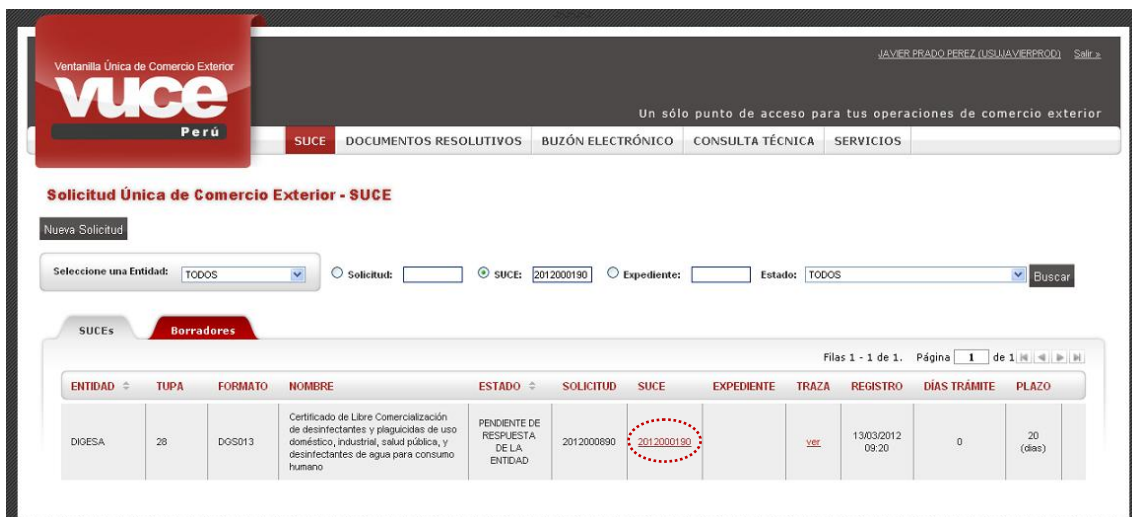 JAVIER PRADO PEREZ (USUJAVIERPROD) Salir »
Ventanilla Única de Comercio Exterior
vuce
Perú
Un sólo punto de acceso para tus operaciones de comercio exterior
SUCE DOCUMENTOS RESOLUTIVOS BUZÓN ELECTRÓNICO CONSULTA TÉCNICA SERVICIOS
Solicitud Única de Comercio Exterior - SUCE
Nueva Solicitud
Seleccione una Entidad: TODOS Solicitud: SUCE: 2012000190 Expediente: Estado: TODOS Buscar
SUCEs Borradores
Filas 1 - 1 de 1. Página 1 de 1
ENTIDAD TUPA FORMATO NOMBRE ESTADO SOLICITUD SUCE EXPEDIENTE TRAZA REGISTRO DÍAS TRÁMITE PLAZO
DIGESA
28
DGS013
Certificado de Libre Comercialización
de desinfectantes y plaguicidas de uso
doméstico, industrial, salud pública, y
desinfectantes de agua para consumo
humano
PENDIENTE DE
RESPUESTA
DE LA
ENTIDAD
2012000890
2012000190
ver
13/03/2012
09:20
0
20
(dias)